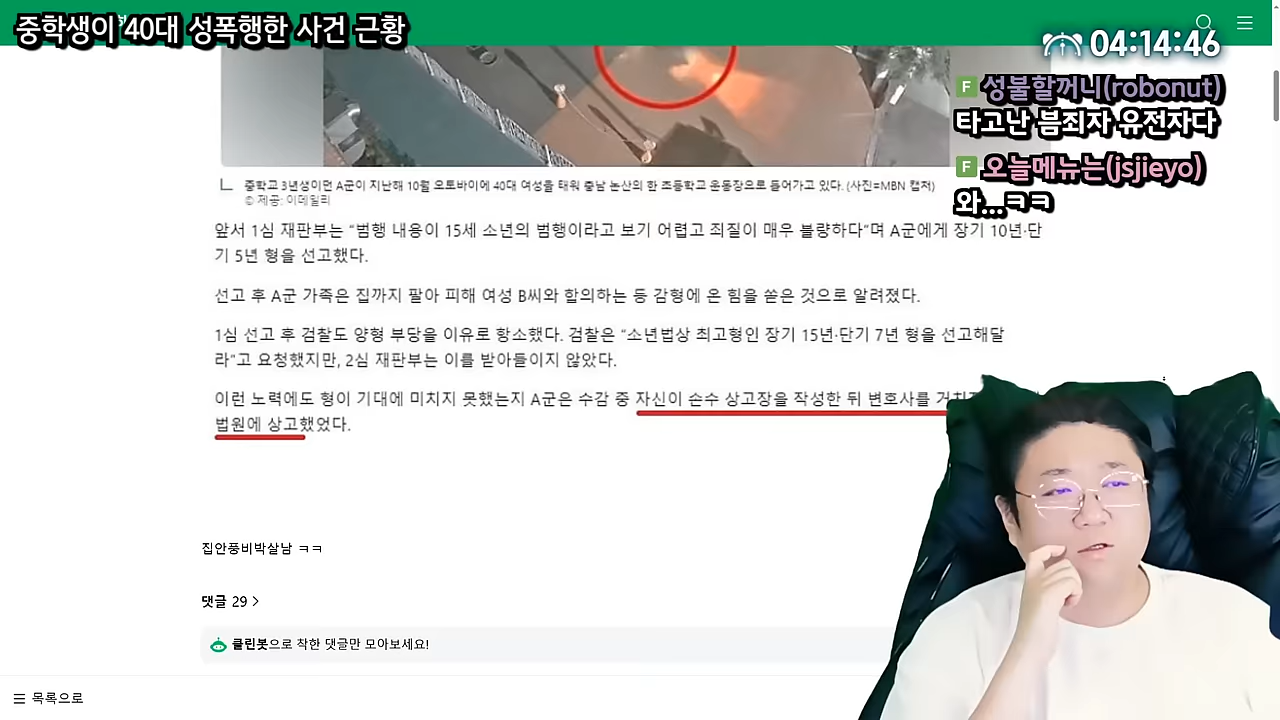 중학생이 40대 성폭행한 사건 근황
04:14:46
F 성불할꺼니(robonut)
타고난 븜죄자 유전자다
F 오늘메뉴는(jsjieyo)
와...ㅋㅋ
중학교 3년생이던 A군이 지난해 10월 오토바이에 40대 여성을 태워 충남 논산의 한 초등학교 운동장으로 들어가고 있다. (사진=MBN 캡저)
© 제공: 이데일리
앞서 1심 재판부는 “범행 내용이 15세 소년의 범행이라고 보기 어렵고 죄질이 매우 불량하다”며 A군에게 장기 10년·단
기 5년 형을 선고했다.
선고 후 A군 가족은 집까지 팔아 피해 여성 B씨와 합의하는 등 감형에 온 힘을 쏟은 것으로 알려졌다.
1심 선고 후 검찰도 양형 부당을 이유로 항소했다. 검찰은 “소년법상 최고형인 장기 15년·단기 7년 형을 선고해달
라”고 요청했지만, 2심 재판부는 이를 받아들이지 않았다.
이런 노력에도 형이 기대에 미치지 못했는지 A군은 수감 중 자신이 손수 상고장을 작성한 뒤 변호사를
법원에 상고했었다.
집안풍비박살남 ㅋㅋ
댓글 29 >
클린봇으로 착한 댓글만 모아보세요!
목록으로